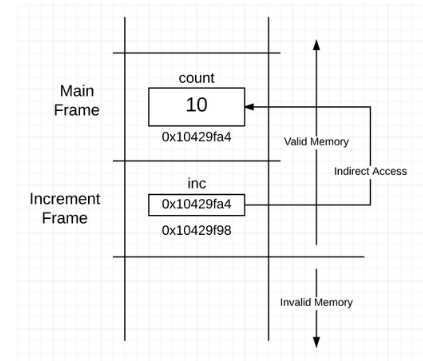 count
Main
Frame
10
0x10429fa4
Valid Memory
Indirect Access
inc
Increment
Frame
0x10429fa4
0x10429f98
Invalid Memory